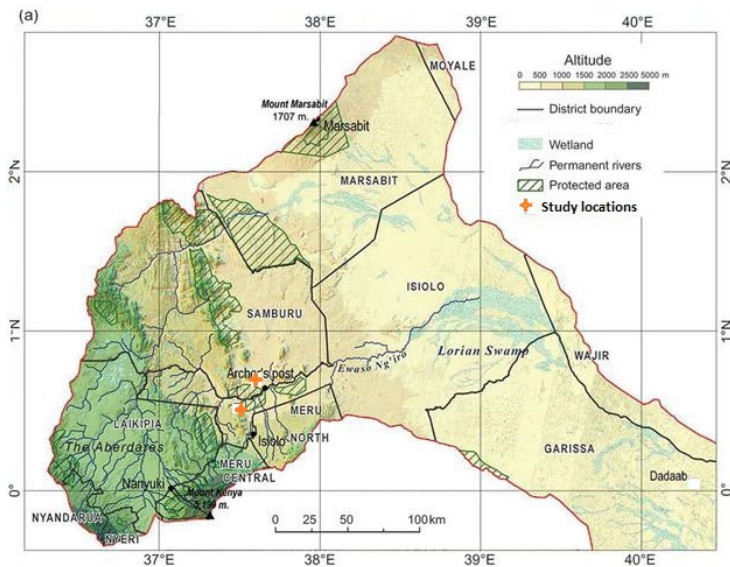 (a)
37°E
38°E
39°E
40°E
Altitude
0 500 1000 1500 2000 2500 5000 m
District boundary
Wetland
Permanent rivers
Protected area
Study locations
MOYALE
Mount Marsabit
1707 m.
Marsabit
2°N
2°N
MARSABIT
ISIOLO
SAMBURU
1°N
1°N
WAJIR
Lorian Swamp
Ewaso Ng'iro
Archer's post
MERU
NORTH
LAIKIPIA
The Aberdares
Isiolo
GARISSA
MERU
CENTRAL
Dadaab
0°
0°
Nanyuki
Mount Kenya
5,199 m.
NYANDARUA
NYERI
0 25 50 100 km
37°E
38°E
39°E
40°E